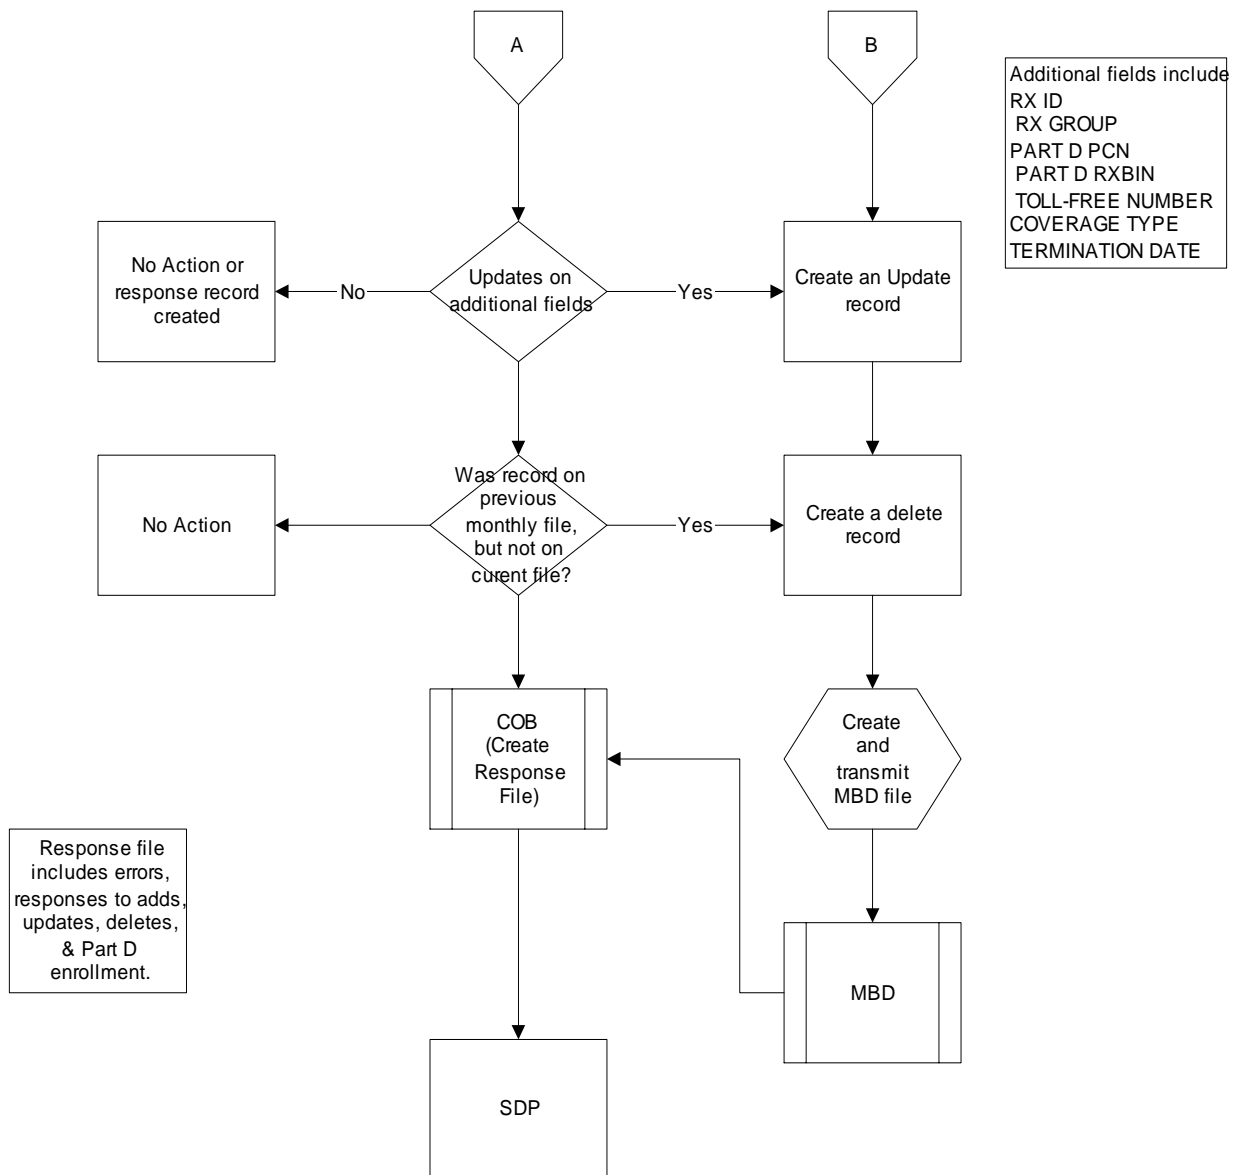 A
B
Additional fields include
RX ID
RX GROUP
PART D PCN
PART D RXBIN
TOLL-FREE NUMBER
COVERAGE TYPE
TERMINATION DATE
No Action or
response record
created
No
Updates on
additional fields
Yes
Create an Update
record
No Action
Was record on
previous
monthly file,
but not on
curent file?
Yes
Create a delete
record
COB
(Create
Response
File)
Create
and
transmit
MBD file
Response file
includes errors,
responses to adds,
updates, deletes,
& Part D
enrollment.
MBD
SDP